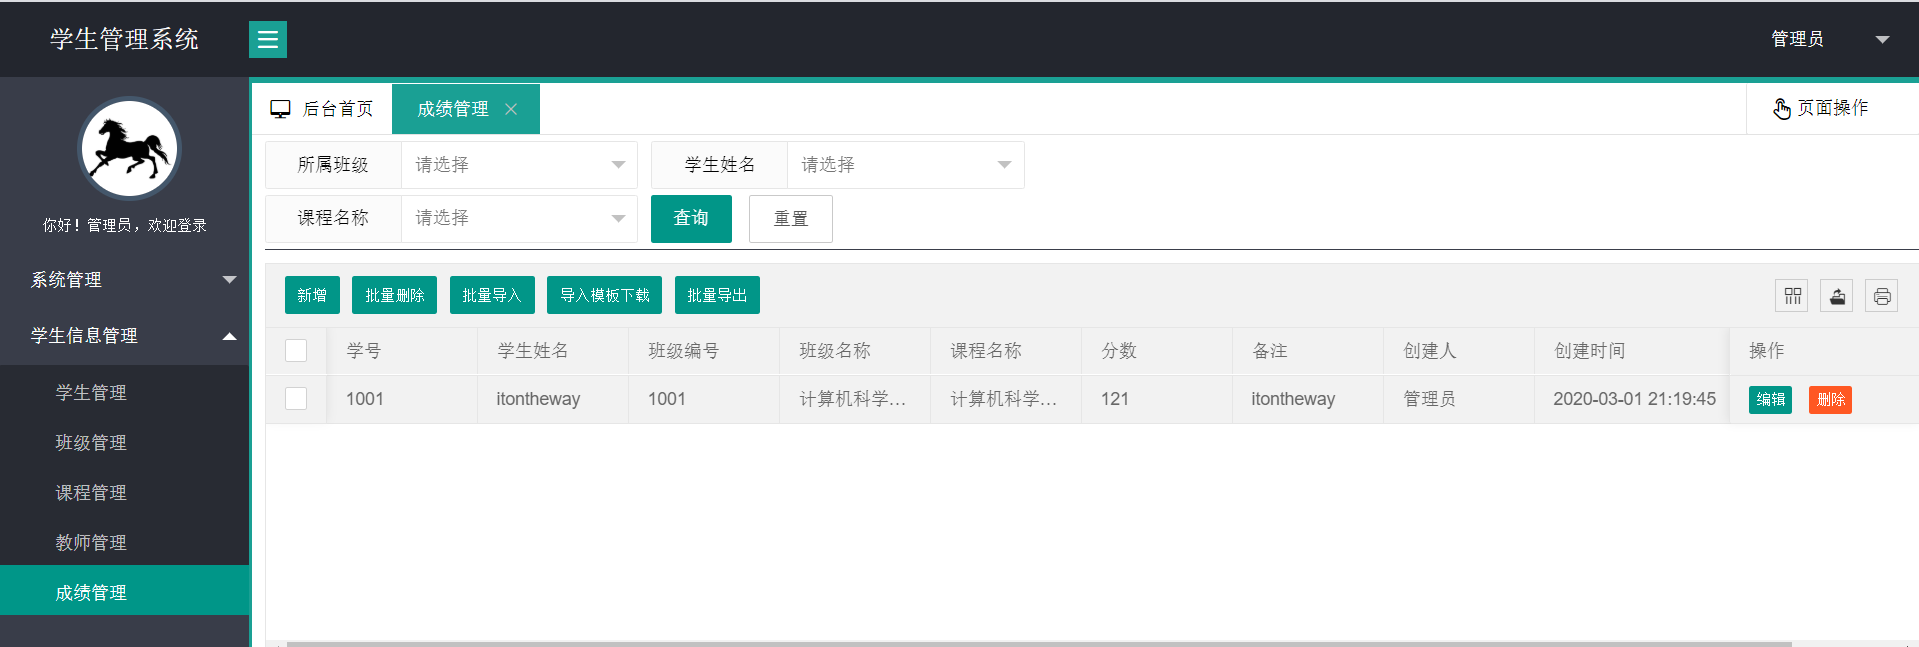 学生管理系统
管理员
你好！管理员，欢迎登录
系统管理
学生信息管理
学生管理
班级管理
课程管理
教师管理
成绩管理
后台首页 成绩管理 页面操作
所属班级 请选择 学生姓名 请选择
课程名称 请选择 查询 重置
新增 批量删除 批量导入 导入模板下载 批量导出
学号 学生姓名 班级编号 班级名称 课程名称 分数 备注 创建人 创建时间 操作
1001 itontheway 1001 计算机科学... 计算机科学... 121 itontheway 管理员 2020-03-01 21:19:45 编辑 删除